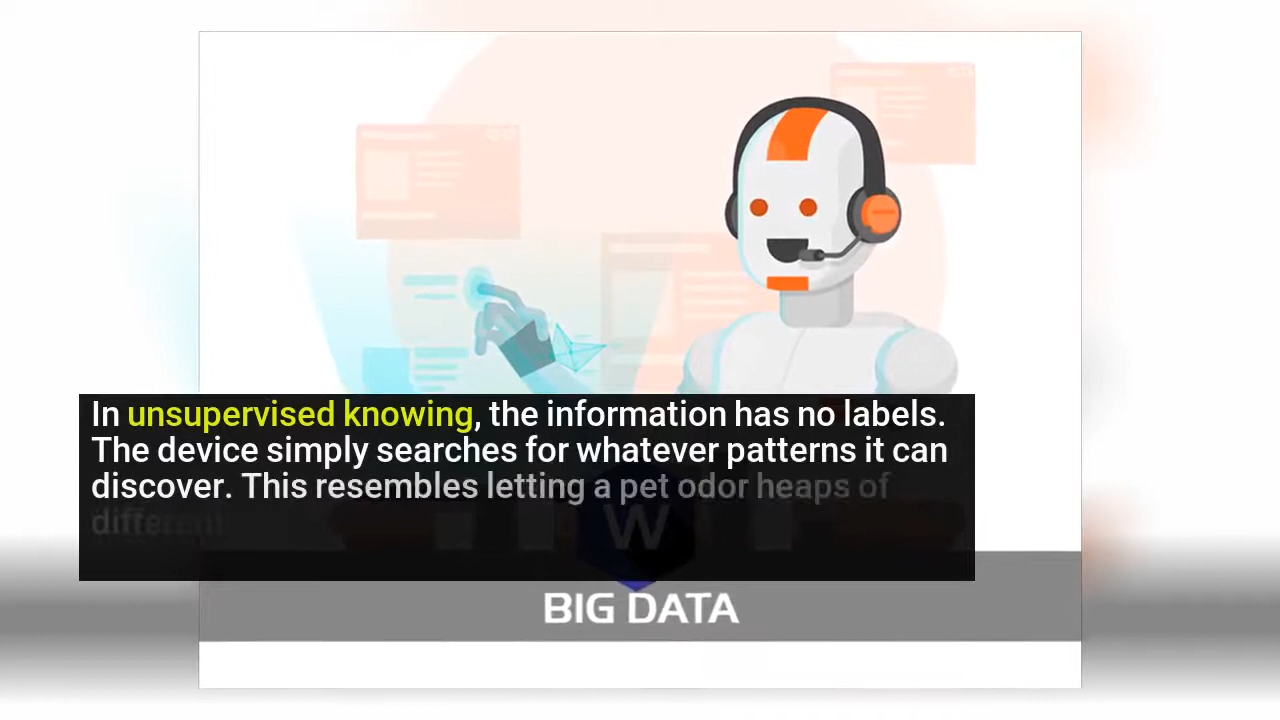 In unsupervised knowing, the information has no labels.
The device simply searches for whatever patterns it can
discover. This resembles letting a pet odor heaps of
different
W
BIG DATA